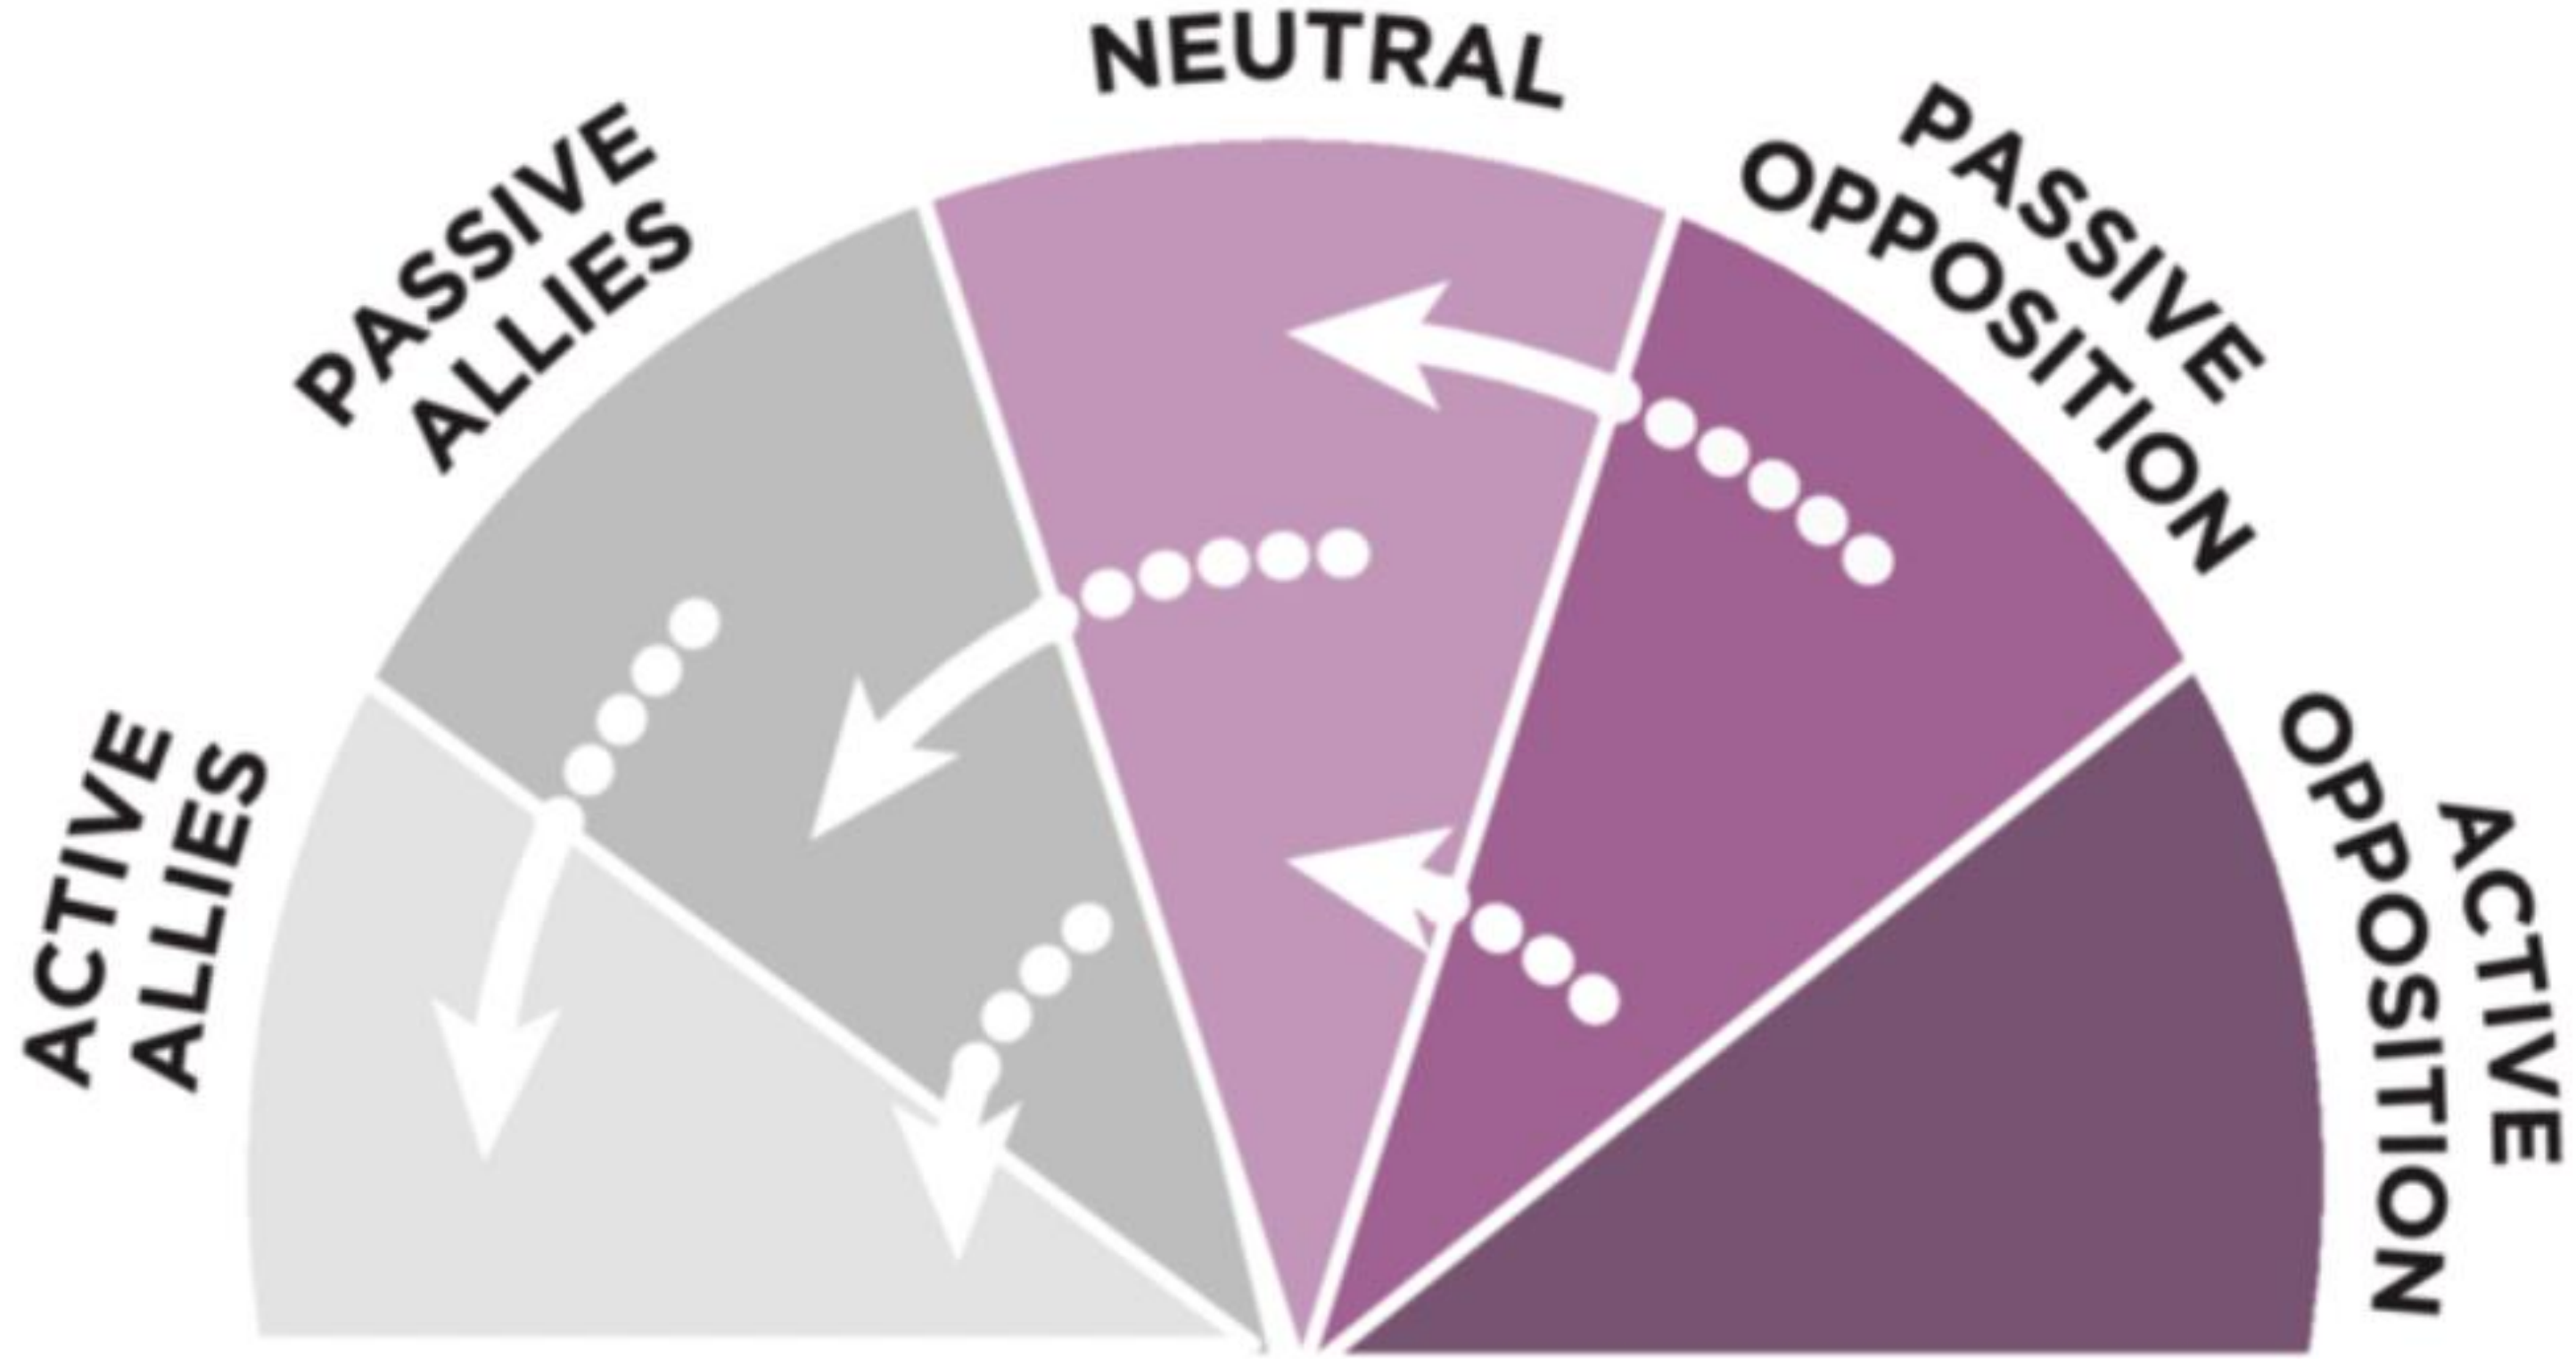 ACTIVE
ALLIES
PASSIVE
ALLIES
NEUTRAL
PASSIVE
OPPOSITION
ACTIVE
OPPOSITION